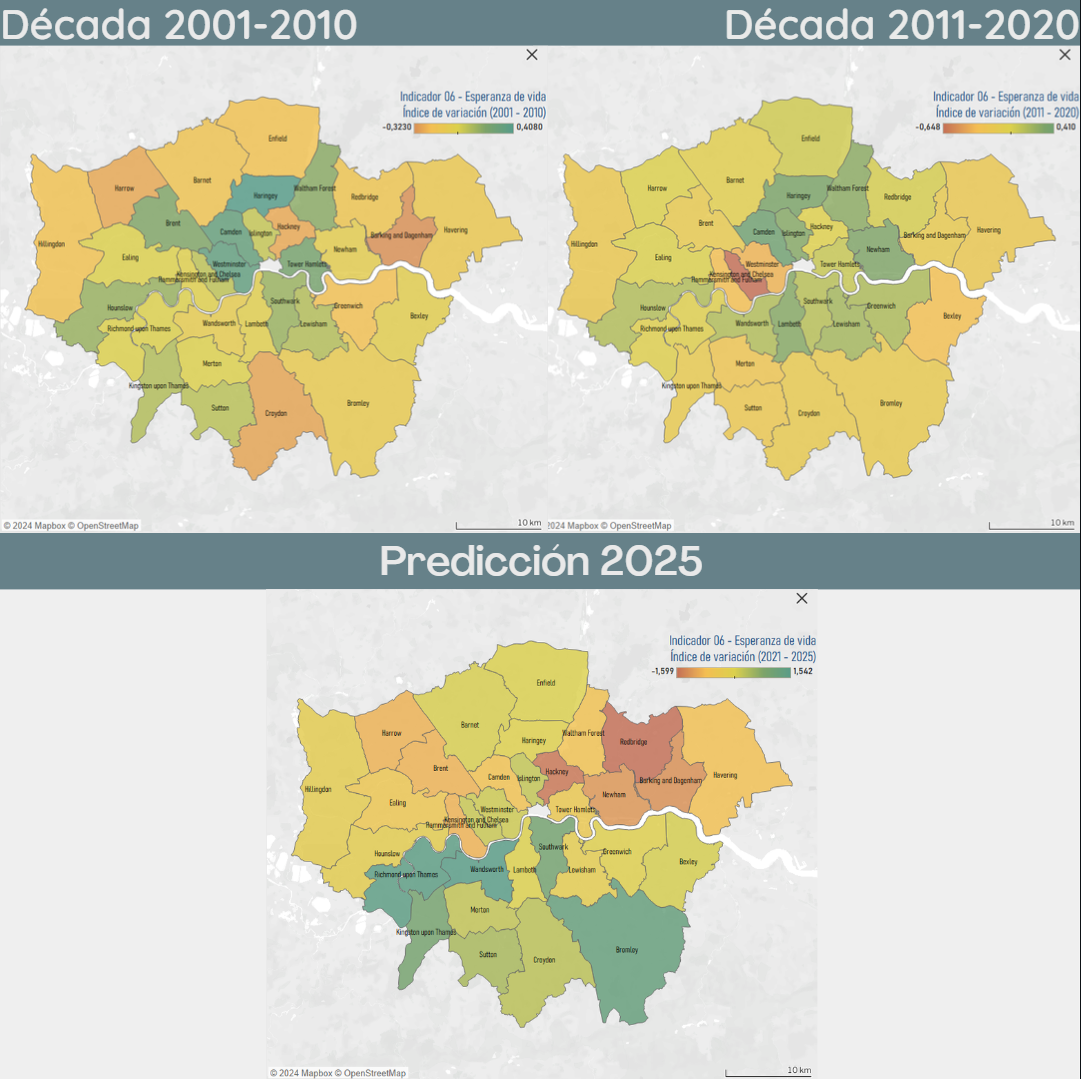 Década 2001-2010
Década 2011-2020
Indicador 06 - Esperanza de vida
Índice de variación (2001 - 2010)
-0,3230
0,4080
Enfield
Harrow
Barnet
Haringey
Waltham Forest
Redbridge
Brent
Camden
Islington
Hackney
Barking and Dagenham
Havering
Hillingdon
Ealing
Newham
Westminster
Tower Hamlets
Kensington and Chelsea
Hammersmith and Fulham
Hounslow
Southwark
Greenwich
Bexley
Richmond upon Thames
Wandsworth
Lambeth
Lewisham
Merton
Kingston upon Thames
Sutton
Croydon
Bromley
© 2024 Mapbox © OpenStreetMap
10 km
Indicador 06 - Esperanza de vida
Índice de variación (2011 - 2020)
-0,648
0,410
Enfield
Harrow
Barnet
Haringey
Waltham Forest
Redbridge
Brent
Camden
Islington
Hackney
Barking and Dagenham
Havering
Hillingdon
Ealing
Newham
Westminster
Tower Hamlets
Kensington and Chelsea
Hammersmith and Fulham
Hounslow
Southwark
Greenwich
Bexley
Richmond upon Thames
Wandsworth
Lambeth
Lewisham
Merton
Kingston upon Thames
Sutton
Croydon
Bromley
2024 Mapbox © OpenStreetMap
10 km
Predicción 2025
Indicador 06 - Esperanza de vida
Índice de variación (2021 - 2025)
-1,599
1,542
Enfield
Harrow
Barnet
Haringey
Waltham Forest
Redbridge
Brent
Camden
Islington
Hackney
Barking and Dagenham
Havering
Hillingdon
Ealing
Newham
Westminster
Tower Hamlets
Kensington and Chelsea
Hammersmith and Fulham
Hounslow
Southwark
Greenwich
Bexley
Richmond upon Thames
Wandsworth
Lambeth
Lewisham
Merton
Kingston upon Thames
Sutton
Croydon
Bromley
© 2024 Mapbox © OpenStreetMap
10 km